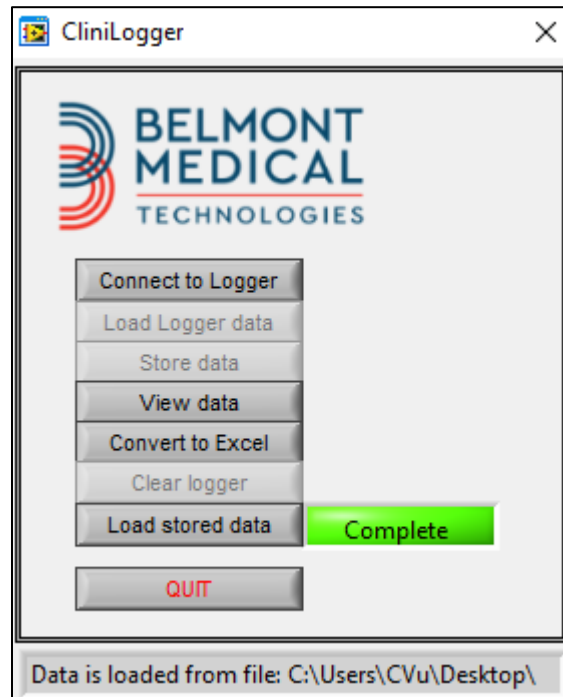 CliniLogger
BELMONT
MEDICAL
TECHNOLOGIES
Connect to Logger
Load Logger data
Store data
View data
Convert to Excel
Clear logger
Load stored data Complete
QUIT
Data is loaded from file: C:\Users\CVu\Desktop\